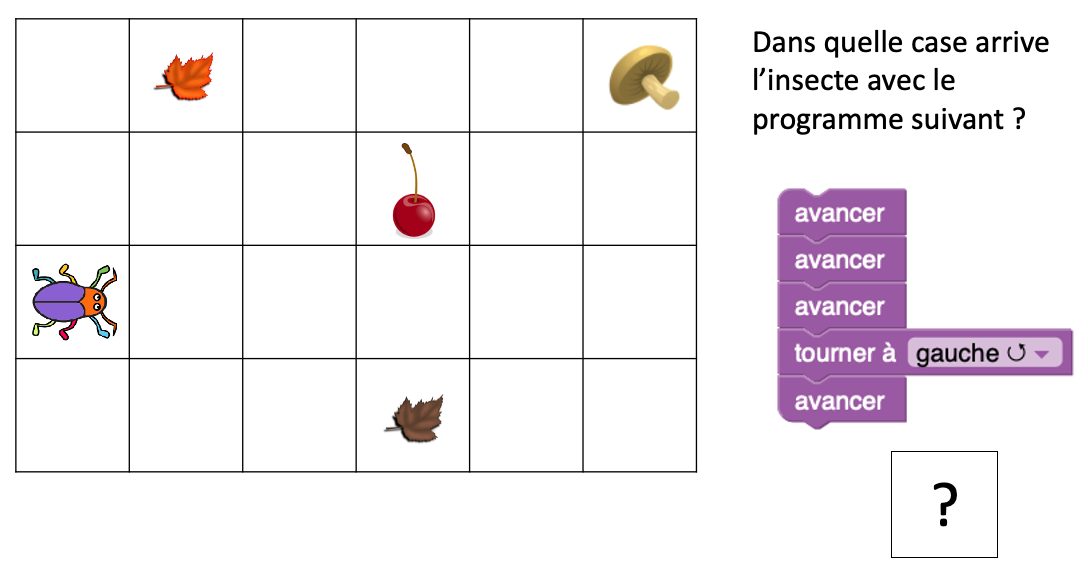 Dans quelle case arrive
l’insecte avec le
programme suivant ?
avancer
avancer
avancer
tourner à gauche
avancer
?